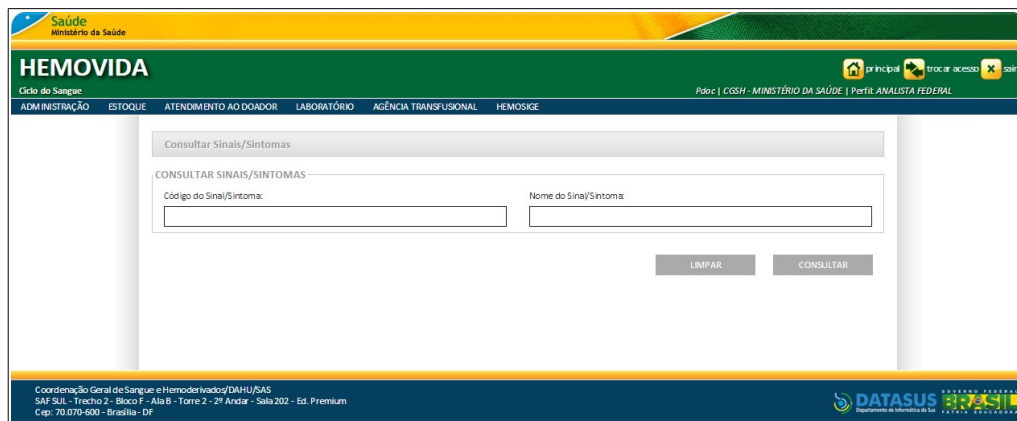 Saúde
Ministério da Saúde
HEMOVIDA
principal trocar acesso sair
Ciclo do Sangue
Pdoc | CGSH - MINISTÉRIO DA SAÚDE | Perfil: ANALISTA FEDERAL
ADMINISTRAÇÃO ESTOQUE ATENDIMENTO AO DOADOR LABORATÓRIO AGÊNCIA TRANSFUSIONAL HEMOSIGE
Consultar Sinais/Sintomas
CONSULTAR SINAIS/SINTOMAS
Código do Sinal/Sintoma: Nome do Sinal/Sintoma:
LIMPAR CONSULTAR
Coordenação Geral de Sangue e Hemoderivados/DAHU/SAS
SAF SUL - Trecho 2 - Bloco F - Ala B - Torre 2 - 2º Andar - Sala 202 - Ed. Premium
Cep: 70.070-600 - Brasília - DF
DATASUS
Departamento de Informática do Sus
GOVERNO FEDERAL
BRASIL
PÁTRIA EDUCADORA